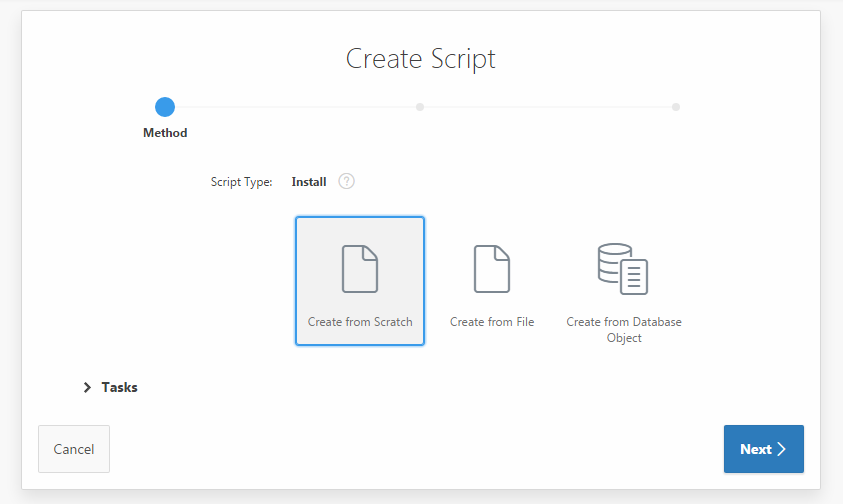 Create Script
Method
Script Type: Install ?
Create from Scratch
Create from File
Create from Database
Object
Tasks
Cancel
Next